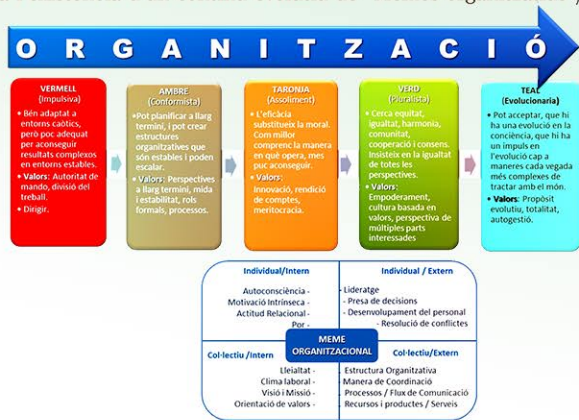 ORGANITZACIÓ
VERMELL
(Impulsiva)
• Bén adaptat a
entorns caòtics,
però poc adequat
per aconseguir
resultats complexos
en entorns estables.
• Valors: Autoritat de
mando, divisió del
treball.
• Dirigir.
AMBRE
(Conformista)
•Pot planificar a llarg
termini, i pot crear
estructures
organitzatives que
són estables i poden
escalar.
• Valors: Perspectives
a llarg termini, mida
i estabilitat, rols
formals, processos.
TARONJA
(Assoliment)
•L'eficàcia
substitueix la moral.
Com millor
comprenc la manera
en què opera, mes
puc aconseguir.
• Valors:
Innovació, rendició
de comptes,
meritocracia.
VERD
(Pluralista)
• Cerca equitat,
igualtat, harmonia,
comunitat,
cooperació i consens.
Insisteix en la igualtat
de totes les
perspectives.
• Valors:
Empoderament,
cultura basada en
valors, perspectiva de
múltiples parts
interessades
TEAL
(Evolucionaria)
• Pot acceptar, que hi
ha una evolució en la
conciència, que hi ha
un impuls en
l'evolució cap a
maneres cada vegada
més complexes de
tractar amb el món.
• Valors: Propòsit
evolutiu, totalitat,
autogestió.
Individual/Intern
Autoconsciència -
Motivació Intrínseca -
Actitud Relacional -
Por -
Individual / Extern
- Lideratge
- Presa de decisions
- Desenvolupament del personal
- Resolució de conflictes
MEME
ORGANITZACIONAL
Col·lectiu /Intern
Lleialtat -
Clima laboral -
Visió i Missió -
Orientació de valors -
Col·lectiu/Extern
- Estructura Organitzativa
- Manera de Coordinació
- Processos / Flux de Comunicació
- Recursos i productes / Serveis